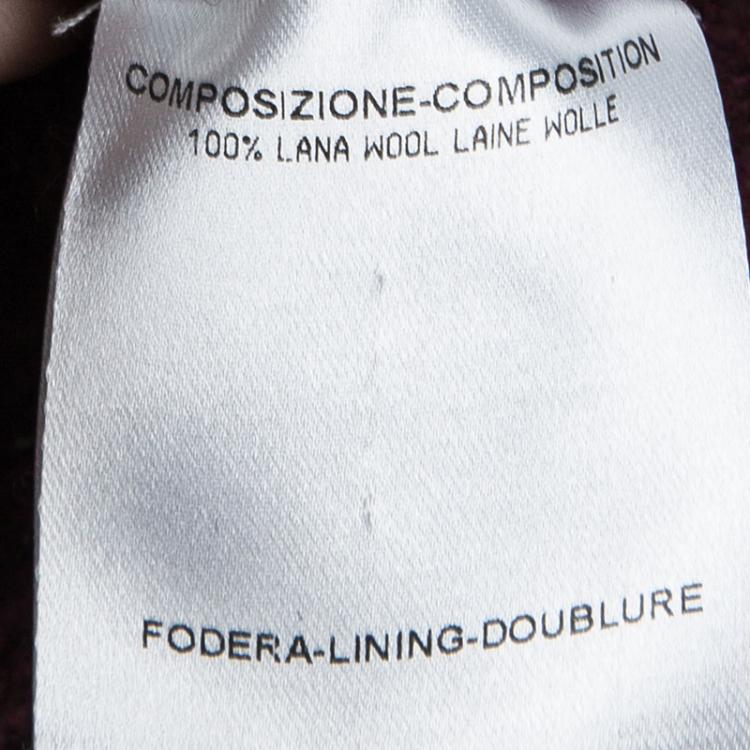 COMPOSIZIONE-COMPOSITION
100% LANA WOOL LAINE WOLLE
FODERA-LINING-DOUBLURE